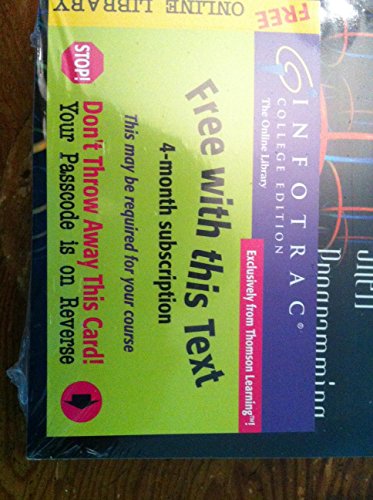 FREE ONLINE LIBRARY
INFOTRAC®
COLLEGE EDITION
The Online Library
Exclusively from Thomson Learning™!
Free with this Text
4-month subscription
This may be required for your course
STOP!
Don't Throw Away This Card!
Your Passcode is on Reverse
Shell
Programming